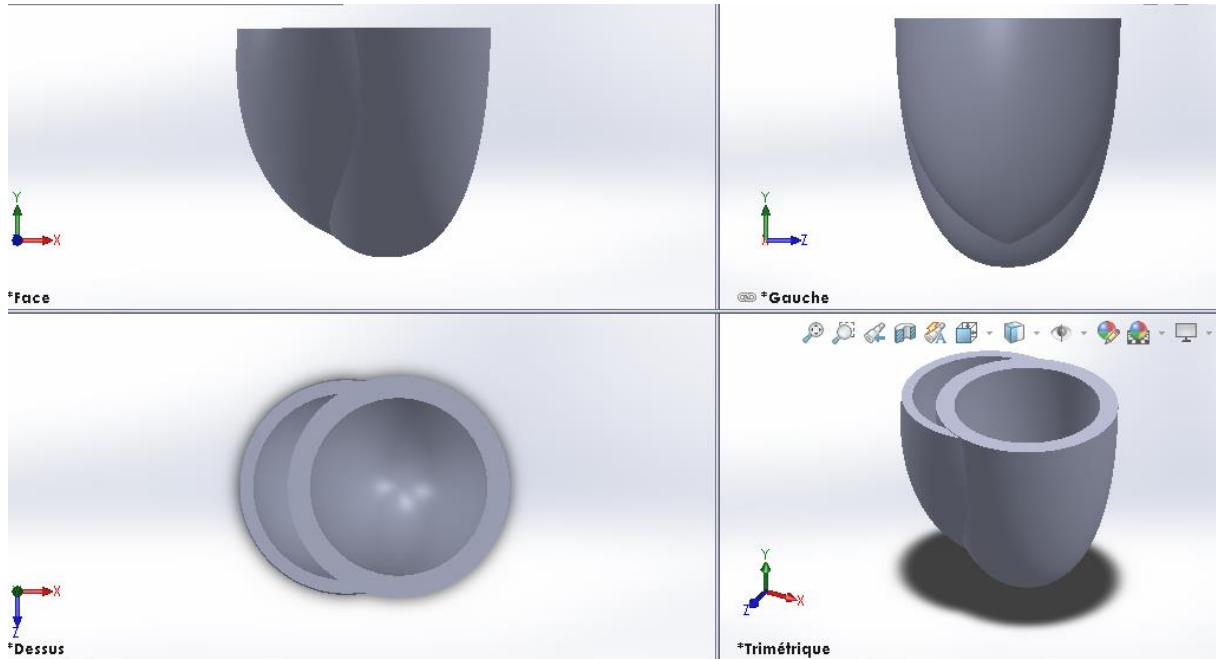 Y
X
*Face
Y
X
Z
*Gauche
X
Z
*Dessus
Y
Z
X
*Trimétrique